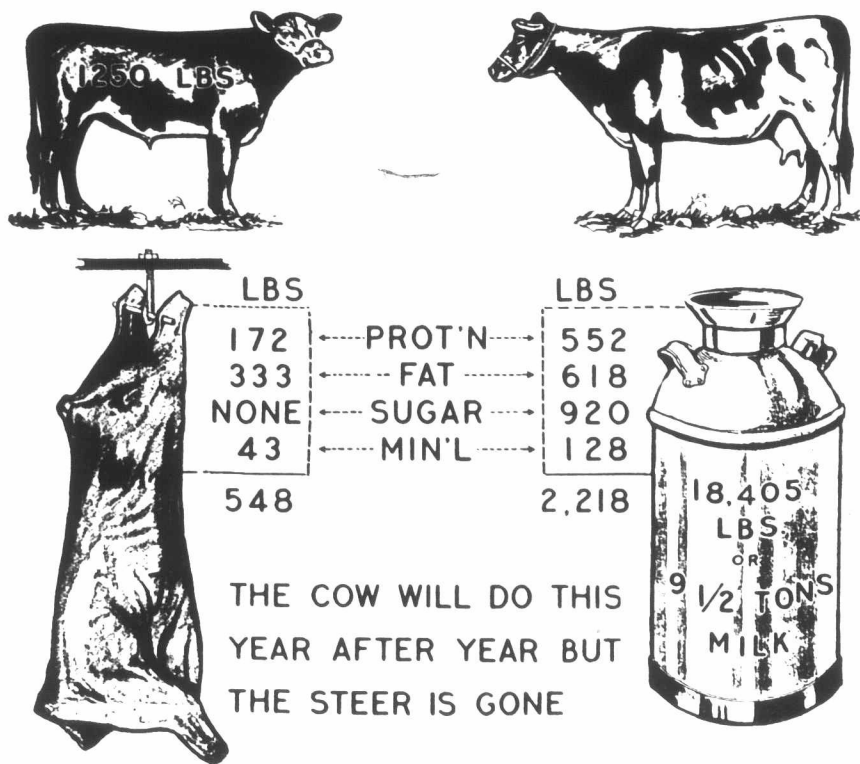 1250 LBS
LBS LBS
172 PROT'N 552
333 FAT 618
NONE SUGAR 920
43 MIN'L 128
548 2,218
18,405
LBS
OR
9 1/2 TONS
MILK
THE COW WILL DO THIS
YEAR AFTER YEAR BUT
THE STEER IS GONE